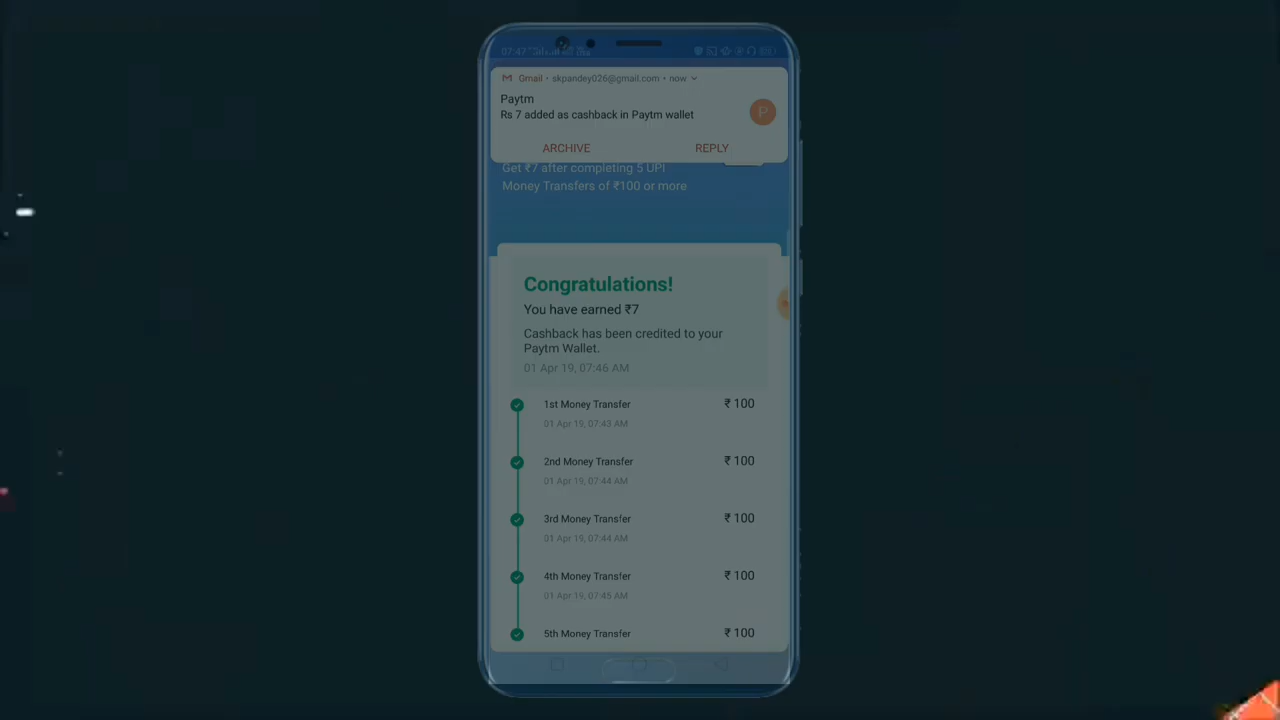 07:47
Gmail • skpandey026@gmail.com • now
Paytm
Rs 7 added as cashback in Paytm wallet
P
ARCHIVE REPLY
Get ₹7 after completing 5 UPI
Money Transfers of ₹100 or more
Congratulations!
You have earned ₹7
Cashback has been credited to your
Paytm Wallet.
01 Apr 19, 07:46 AM
1st Money Transfer ₹ 100
01 Apr 19, 07:43 AM
2nd Money Transfer ₹ 100
01 Apr 19, 07:44 AM
3rd Money Transfer ₹ 100
01 Apr 19, 07:44 AM
4th Money Transfer ₹ 100
01 Apr 19, 07:45 AM
5th Money Transfer ₹ 100